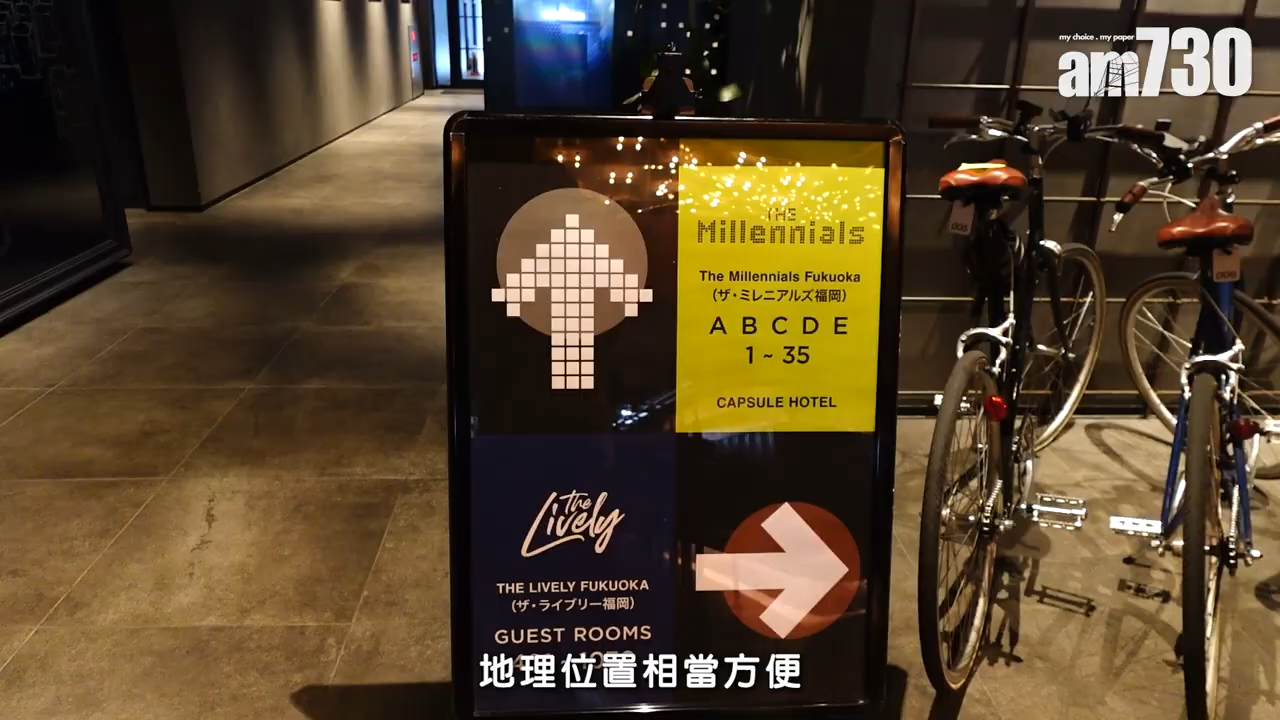 my choice . my paper
am730
THE
Millennials
The Millennials Fukuoka
(ザ・ミレニアルズ福岡)
A B C D E
1 ~ 35
CAPSULE HOTEL
005
006
The
Lively
THE LIVELY FUKUOKA
(ザ・ライブリー福岡)
GUEST ROOMS
地理位置相當方便